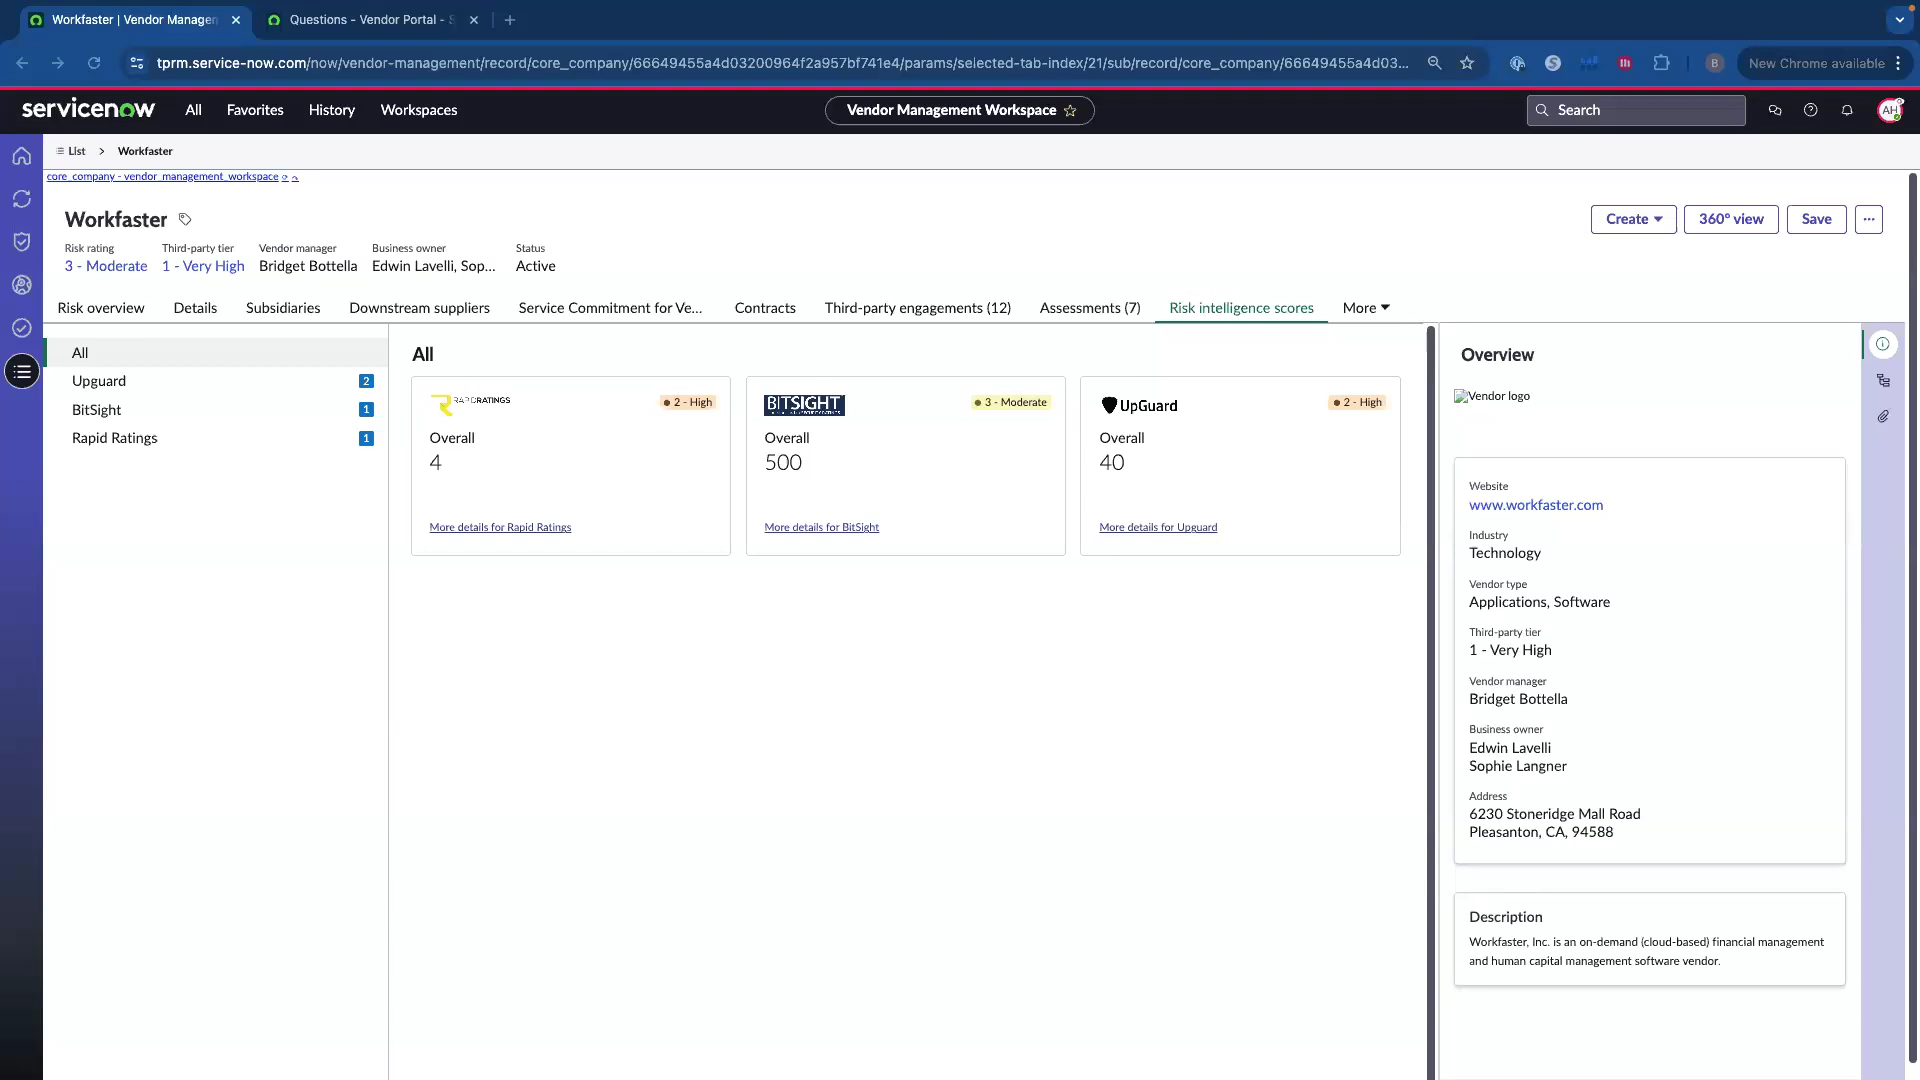 Workfaster | Vendor Manager
Questions - Vendor Portal - S
tprm.service-now.com/now/vendor-management/record/core_company/66649455a4d03200964f2a957bf741e4/params/selected-tab-index/21/sub/record/core_company/66649455a4d03...
B
New Chrome available
servicenow
All
Favorites
History
Workspaces
Vendor Management Workspace
Search
AH
List > Workfaster
core_company - vendor_management_workspace
Workfaster
Create
360° view
Save
Risk rating
Third-party tier
Vendor manager
Business owner
Status
3 - Moderate
1 - Very High
Bridget Bottella
Edwin Lavelli, Sop...
Active
Risk overview
Details
Subsidiaries
Downstream suppliers
Service Commitment for Ve...
Contracts
Third-party engagements (12)
Assessments (7)
Risk intelligence scores
More
All
Upguard 2
BitSight 1
Rapid Ratings 1
All
RAPIDRATINGS
2 - High
Overall
4
More details for Rapid Ratings
BITSIGHT
3 - Moderate
Overall
500
More details for BitSight
UpGuard
2 - High
Overall
40
More details for Upguard
Overview
Vendor logo
Website
www.workfaster.com
Industry
Technology
Vendor type
Applications, Software
Third-party tier
1 - Very High
Vendor manager
Bridget Bottella
Business owner
Edwin Lavelli
Sophie Langner
Address
6230 Stoneridge Mall Road
Pleasanton, CA, 94588
Description
Workfaster, Inc. is an on-demand (cloud-based) financial management
and human capital management software vendor.